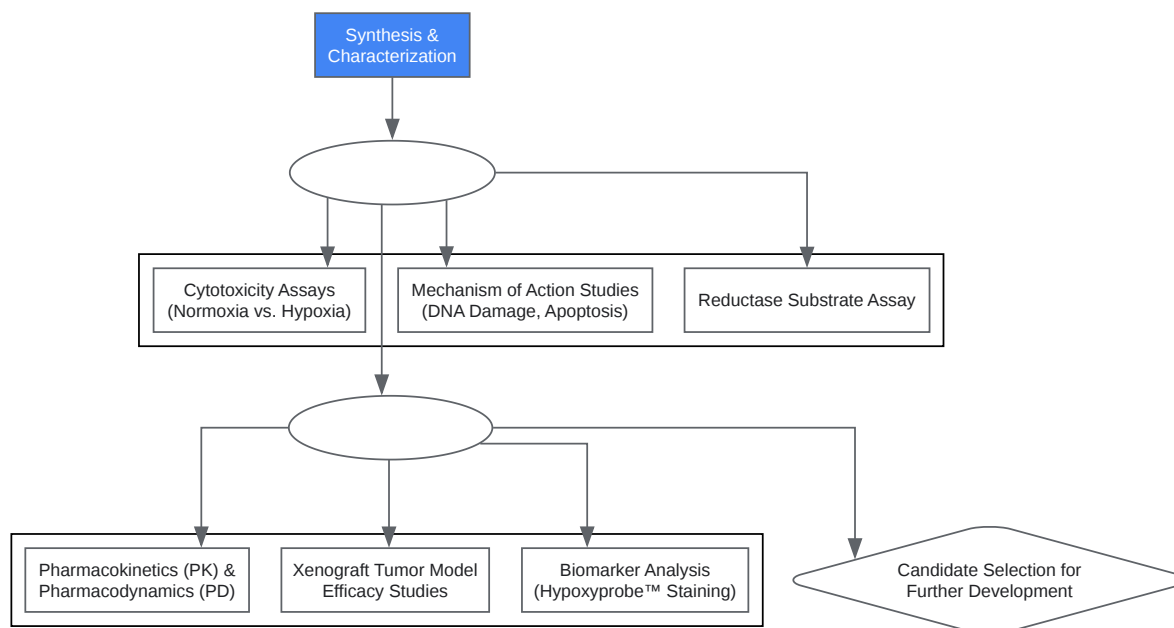 Synthesis &
Characterization
Cytotoxicity Assays
(Normoxia vs. Hypoxia)
Mechanism of Action Studies
(DNA Damage, Apoptosis)
Reductase Substrate Assay
Pharmacokinetics (PK) &
Pharmacodynamics (PD)
Xenograft Tumor Model
Efficacy Studies
Biomarker Analysis
(Hypoxyprobe™ Staining)
Candidate Selection for
Further Development